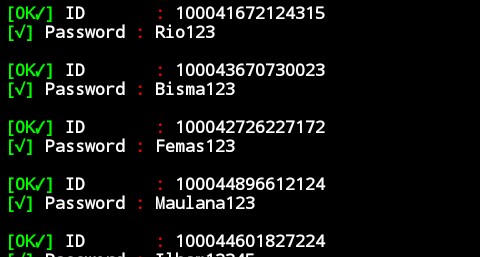 [OK✓] ID : 100041672124315
[√] Password : Rio123
[OK✓] ID : 100043670730023
[√] Password : Bisma123
[OK✓] ID : 100042726227172
[√] Password : Femas123
[OK✓] ID : 100044896612124
[√] Password : Maulana123
[OK✓] ID : 100044601827224
[√] Password :